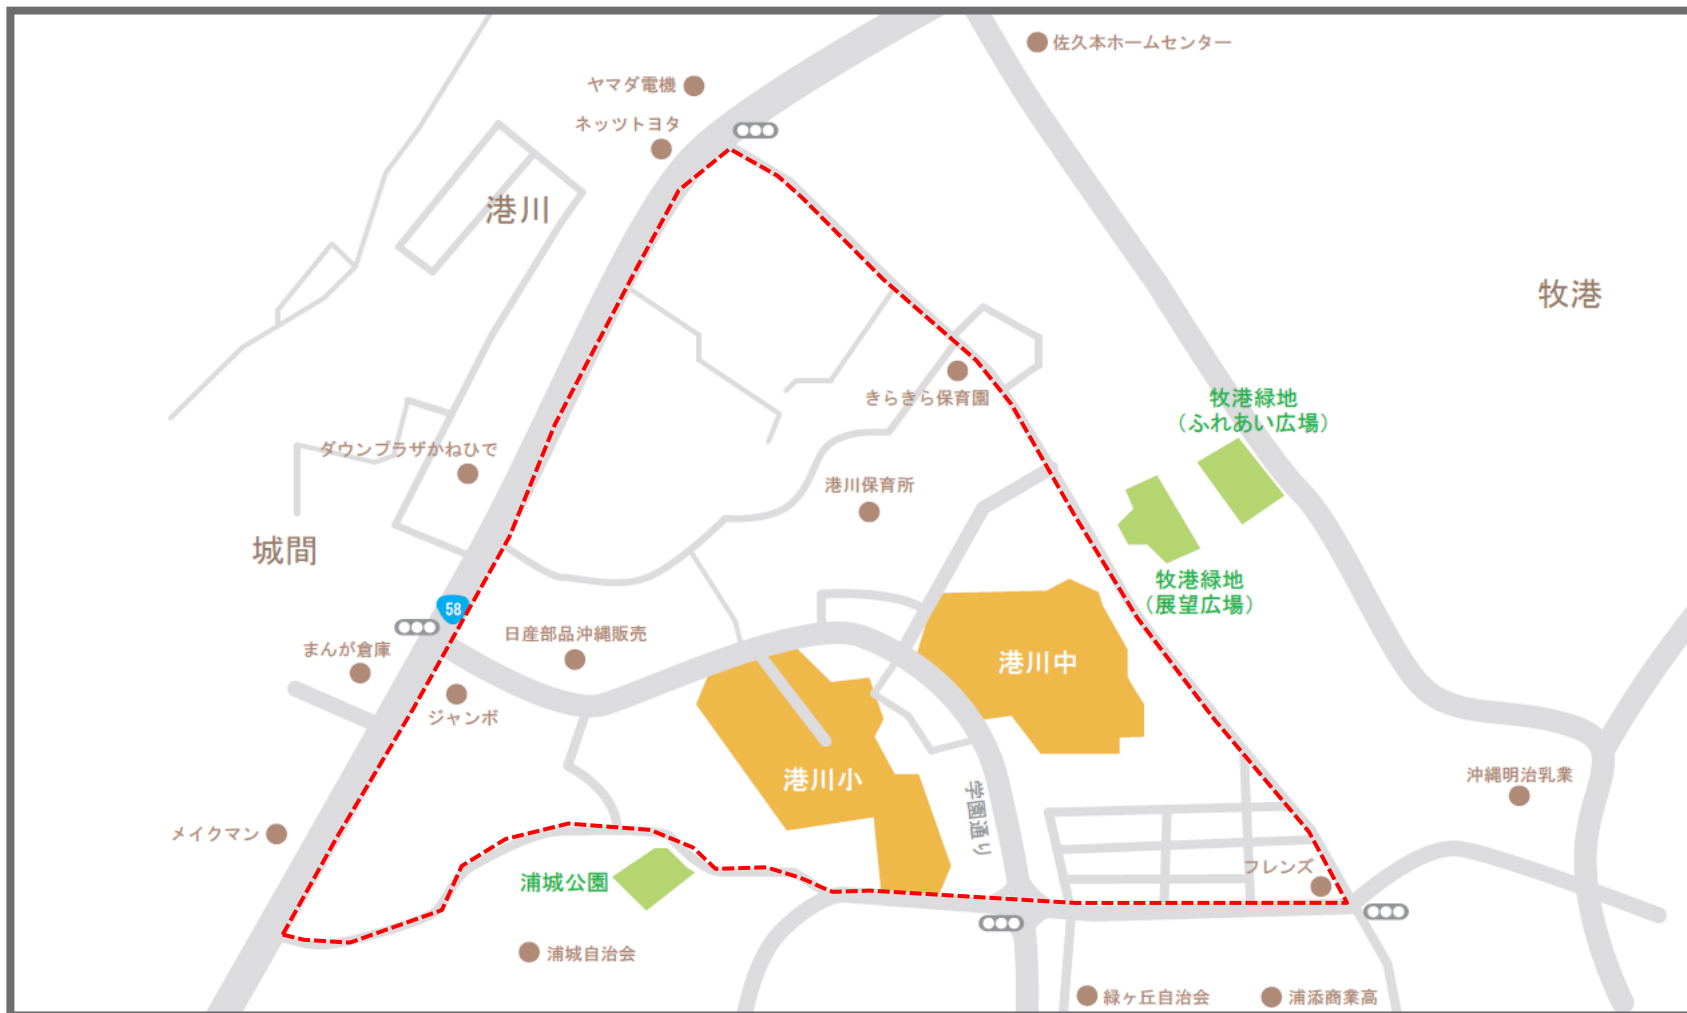 佐久本ホームセンター
ヤマダ電機
ネッツトヨタ
港川
牧港
きらきら保育園
牧港緑地
（ふれあい広場）
ダウンプラザかねひで
港川保育所
城間
牧港緑地
（展望広場）
58
日産部品沖縄販売
まんが倉庫
港川中
ジャンボ
港川小
沖縄明治乳業
学園通り
メイクマン
フレンズ
浦城公園
浦城自治会
緑ヶ丘自治会
浦添商業高